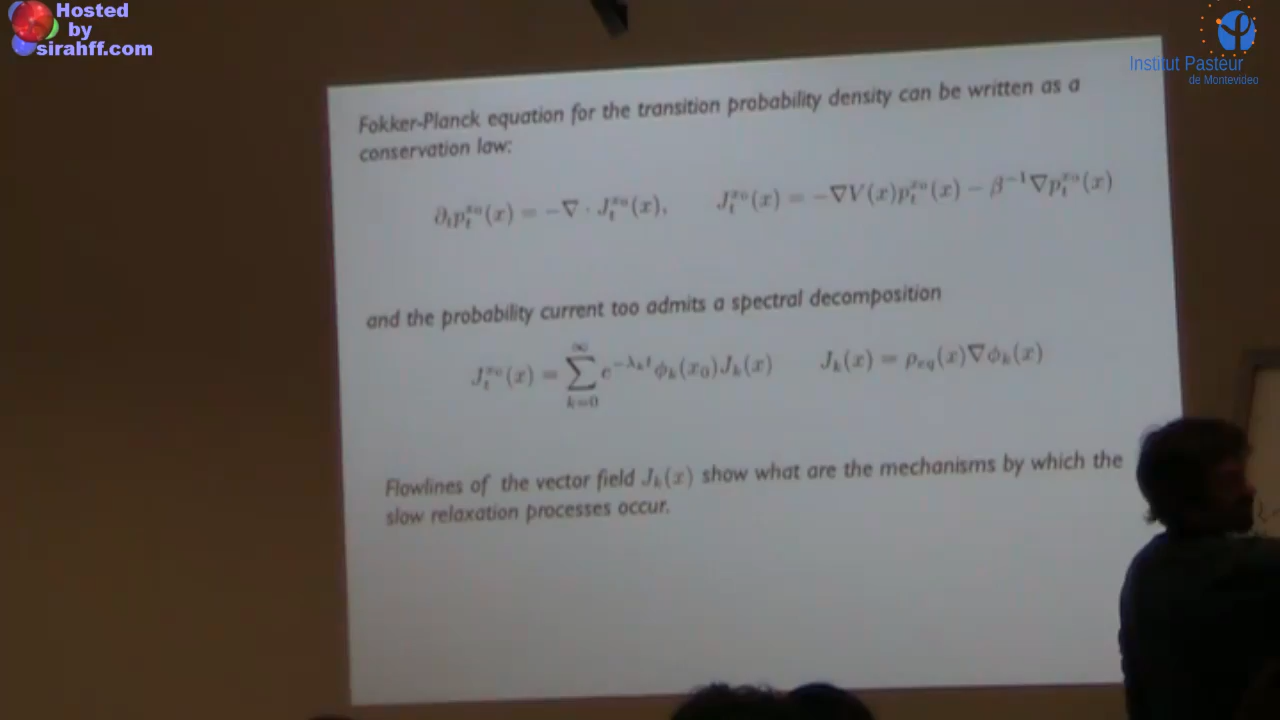 Hosted
by
sirahff.com
Institut Pasteur
de Montevideo
Fokker-Planck equation for the transition probability density can be written as a
conservation law:
∂_t p_t^{x_0}(x) = −∇ · J_t^{x_0}(x),    J_t^{x_0}(x) = −∇V(x)p_t^{x_0}(x) − β^{−1}∇p_t^{x_0}(x)
and the probability current too admits a spectral decomposition
J_t^{x_0}(x) = ∑_{k=0}^{∞} e^{−λ_k t} ϕ_k(x_0)J_k(x)    J_k(x) = ρ_{eq}(x)∇ϕ_k(x)
Flowlines of the vector field J_k(x) show what are the mechanisms by which the
slow relaxation processes occur.